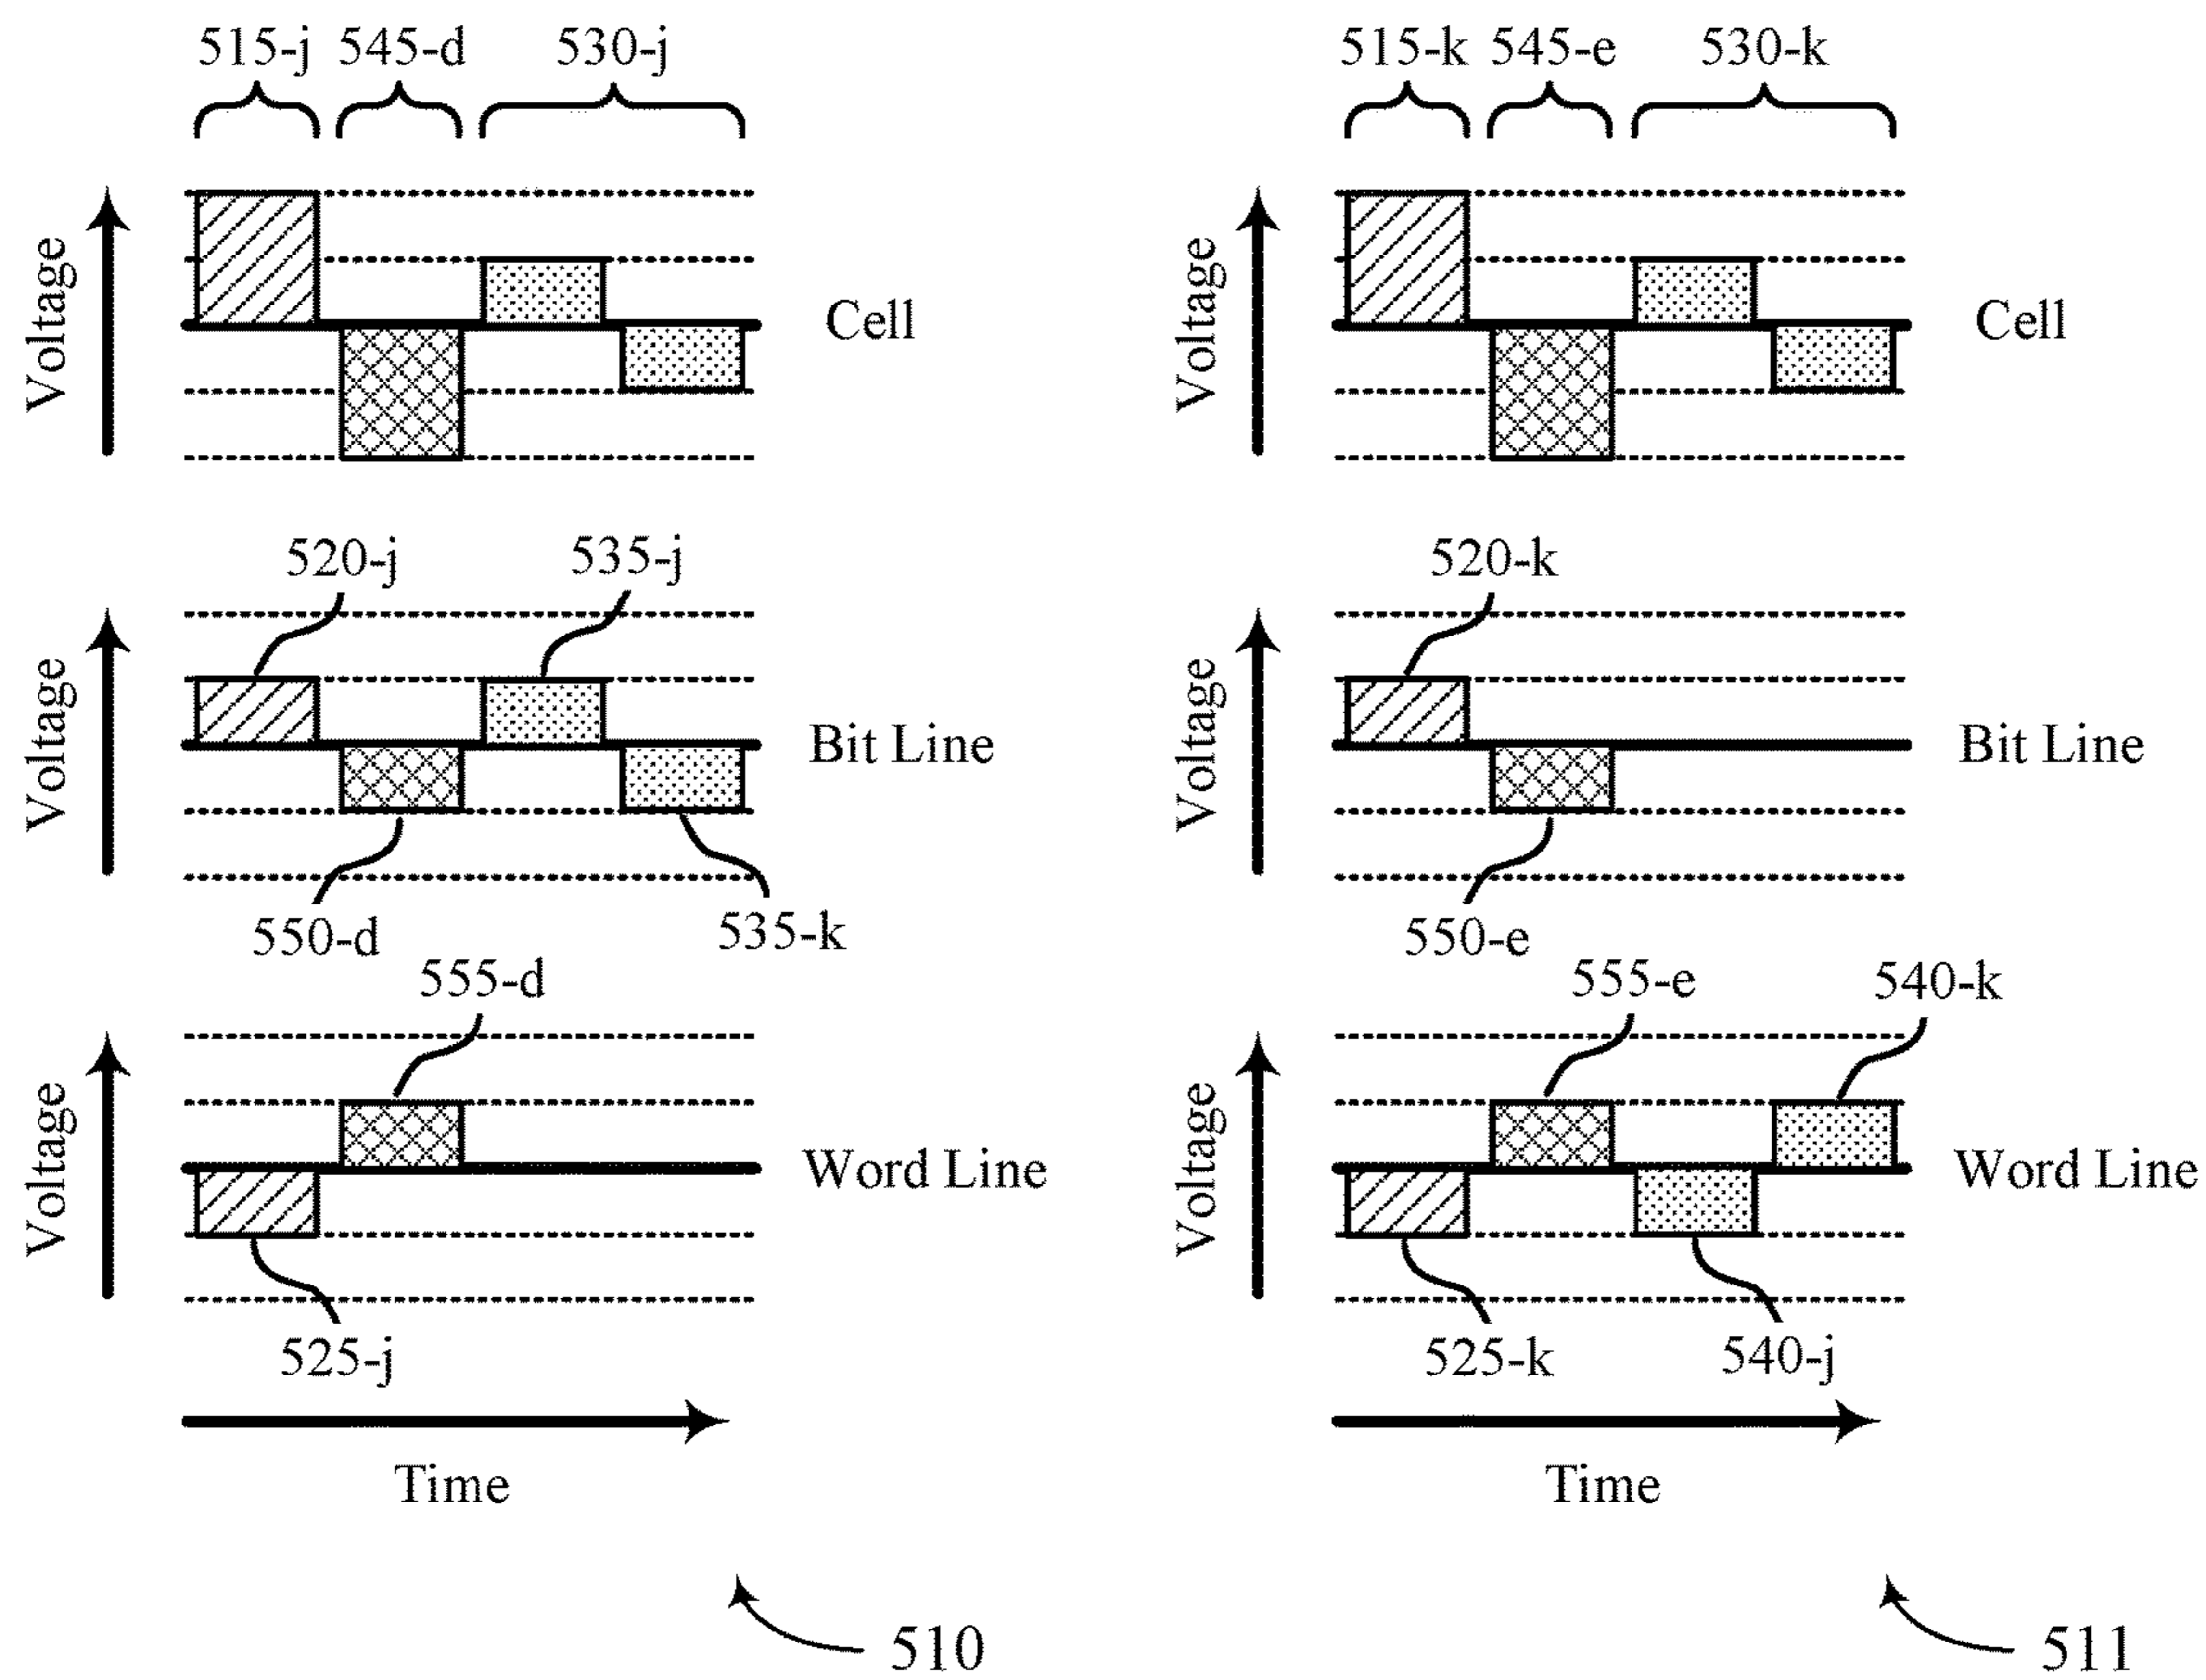 515-j 545-d 530-j
Voltage
Cell
520-j 535-j
Voltage
Bit Line
550-d 535-k
555-d
Voltage
Word Line
525-j
Time
510
515-k 545-e 530-k
Voltage
Cell
520-k
Voltage
Bit Line
550-e
555-e 540-k
Voltage
Word Line
525-k 540-j
Time
511